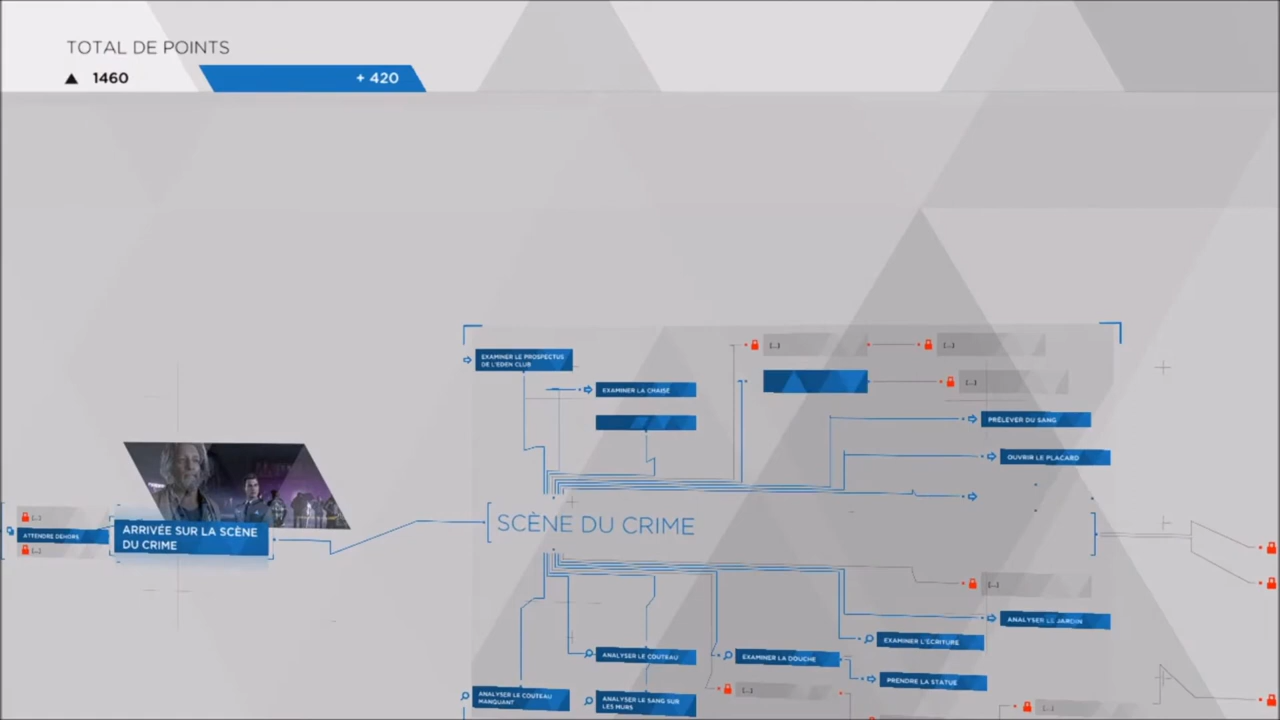 TOTAL DE POINTS
▲ 1460
+ 420
EXAMINER LE PROSPECTUS
DE L'EDEN CLUB
[...]
[...]
EXAMINER LA CHAISE
[...]
PRÉLEVER DU SANG
OUVRIR LE PLACARD
[...]
ATTENDRE DEHORS
[...]
ARRIVÉE SUR LA SCÈNE
DU CRIME
SCÈNE DU CRIME
[...]
ANALYSER LE JARDIN
EXAMINER L'ÉCRITURE
ANALYSER LE COUTEAU
EXAMINER LA DOUCHE
PRENDRE LA STATUE
[...]
ANALYSER LE COUTEAU
MANQUANT
ANALYSER LE SANG SUR
LES MURS
[...]